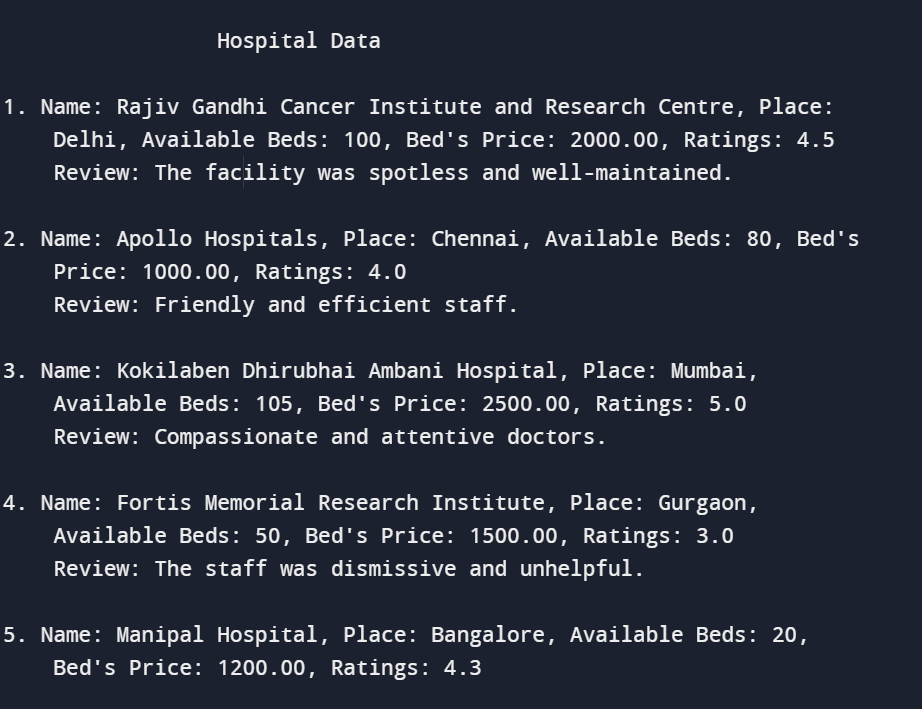 Hospital Data
1. Name: Rajiv Gandhi Cancer Institute and Research Centre, Place:
Delhi, Available Beds: 100, Bed's Price: 2000.00, Ratings: 4.5
Review: The facility was spotless and well-maintained.
2. Name: Apollo Hospitals, Place: Chennai, Available Beds: 80, Bed's
Price: 1000.00, Ratings: 4.0
Review: Friendly and efficient staff.
3. Name: Kokilaben Dhirubhai Ambani Hospital, Place: Mumbai,
Available Beds: 105, Bed's Price: 2500.00, Ratings: 5.0
Review: Compassionate and attentive doctors.
4. Name: Fortis Memorial Research Institute, Place: Gurgaon,
Available Beds: 50, Bed's Price: 1500.00, Ratings: 3.0
Review: The staff was dismissive and unhelpful.
5. Name: Manipal Hospital, Place: Bangalore, Available Beds: 20,
Bed's Price: 1200.00, Ratings: 4.3